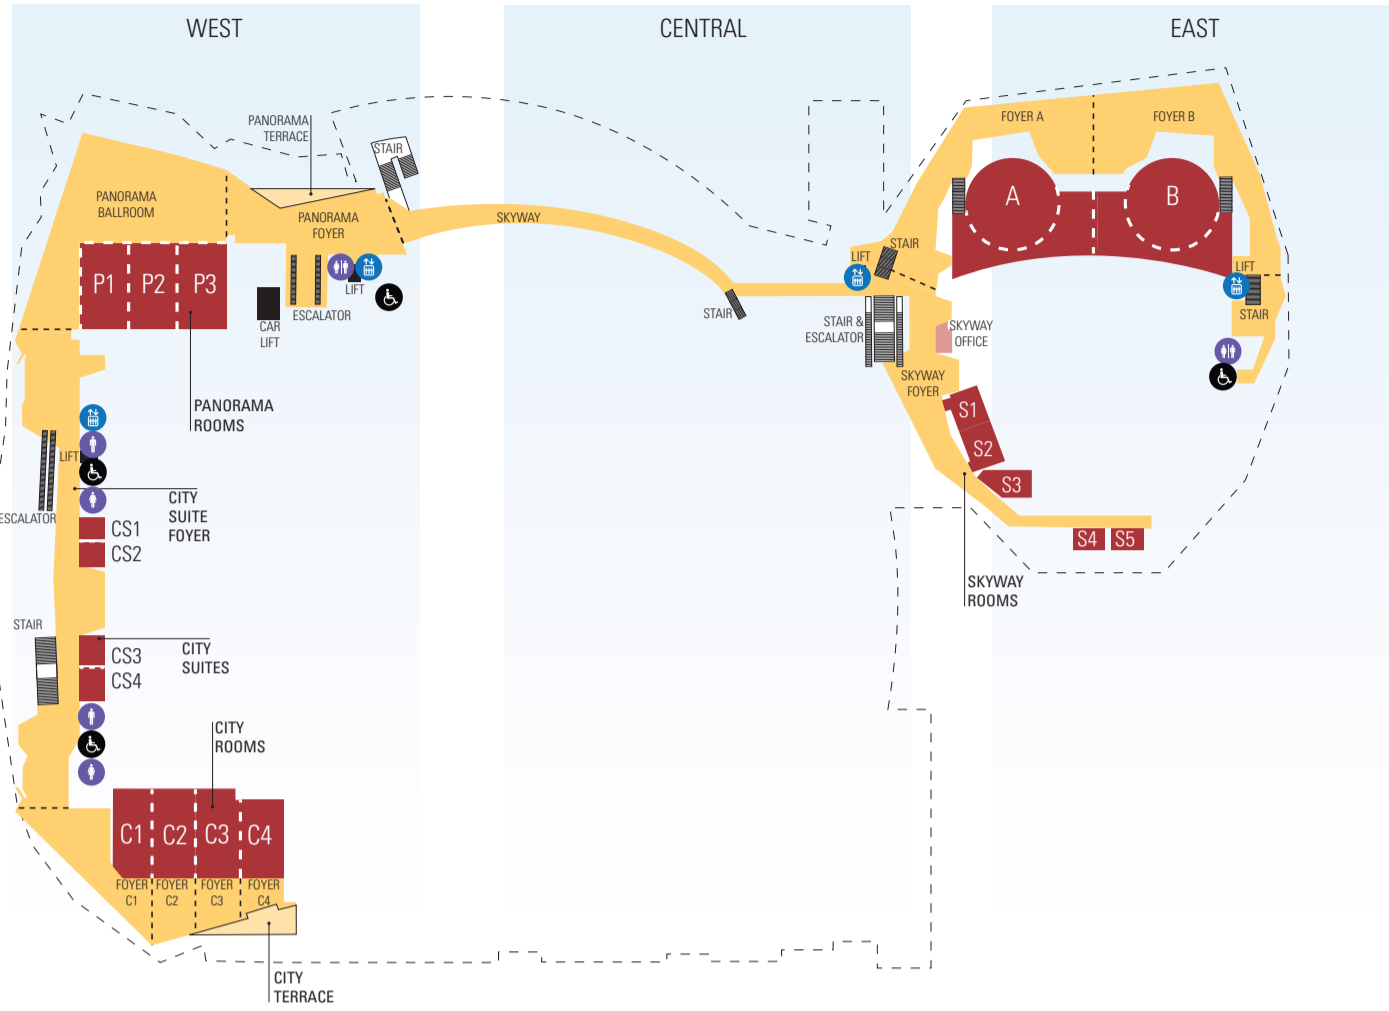 WEST
CENTRAL
EAST
PANORAMA
TERRACE
STAIR
FOYER A
FOYER B
PANORAMA
BALLROOM
PANORAMA
FOYER
SKYWAY
A
B
STAIR
LIFT
LIFT
STAIR
P1
P2
P3
LIFT
CAR
LIFT
ESCALATOR
STAIR
STAIR &
ESCALATOR
SKYWAY
OFFICE
SKYWAY
FOYER
PANORAMA
ROOMS
S1
S2
S3
S4
S5
SKYWAY
ROOMS
LIFT
ESCALATOR
CITY
SUITE
FOYER
CS1
CS2
STAIR
CITY
SUITES
CS3
CS4
CITY
ROOMS
C1
C2
C3
C4
FOYER
C1
FOYER
C2
FOYER
C3
FOYER
C4
CITY
TERRACE